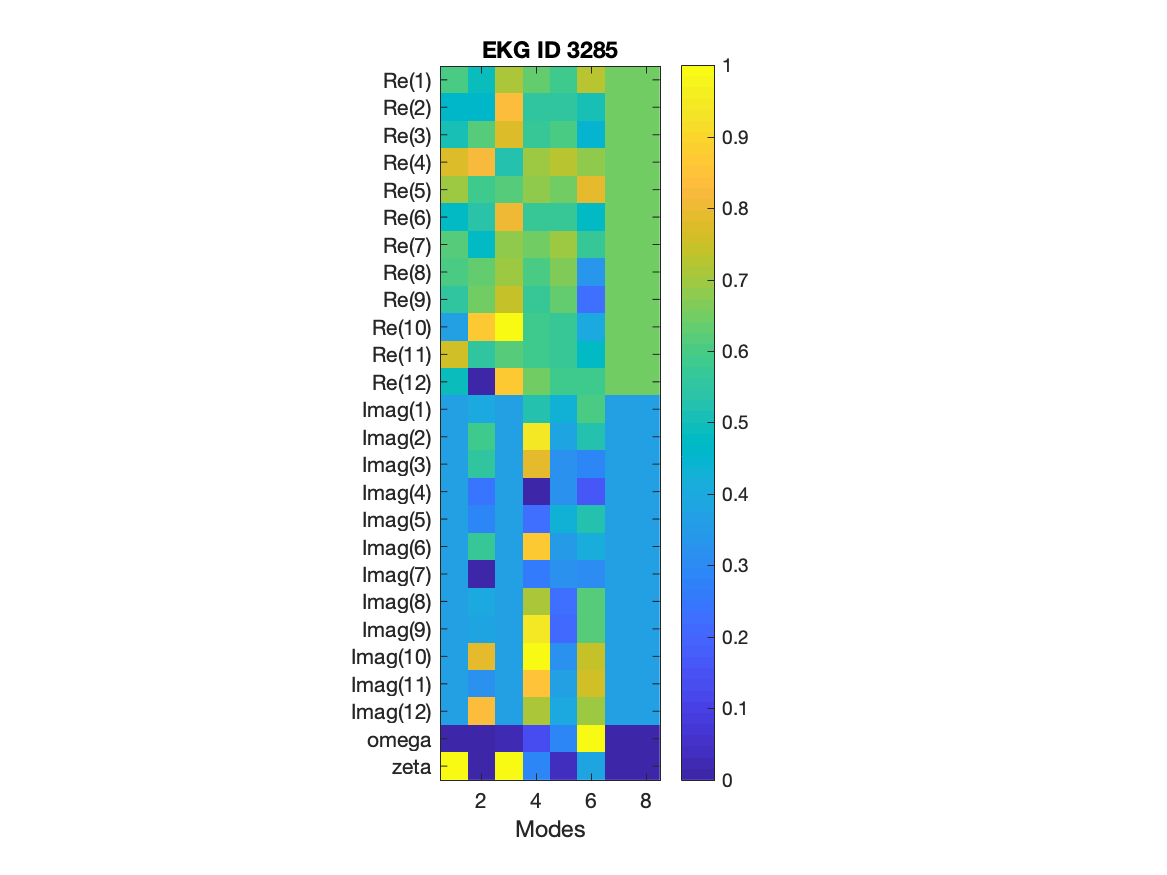 EKG ID 3285
Re(1)
Re(2)
Re(3)
Re(4)
Re(5)
Re(6)
Re(7)
Re(8)
Re(9)
Re(10)
Re(11)
Re(12)
Imag(1)
Imag(2)
Imag(3)
Imag(4)
Imag(5)
Imag(6)
Imag(7)
Imag(8)
Imag(9)
Imag(10)
Imag(11)
Imag(12)
omega
zeta
2 4 6 8
Modes
1
0.9
0.8
0.7
0.6
0.5
0.4
0.3
0.2
0.1
0